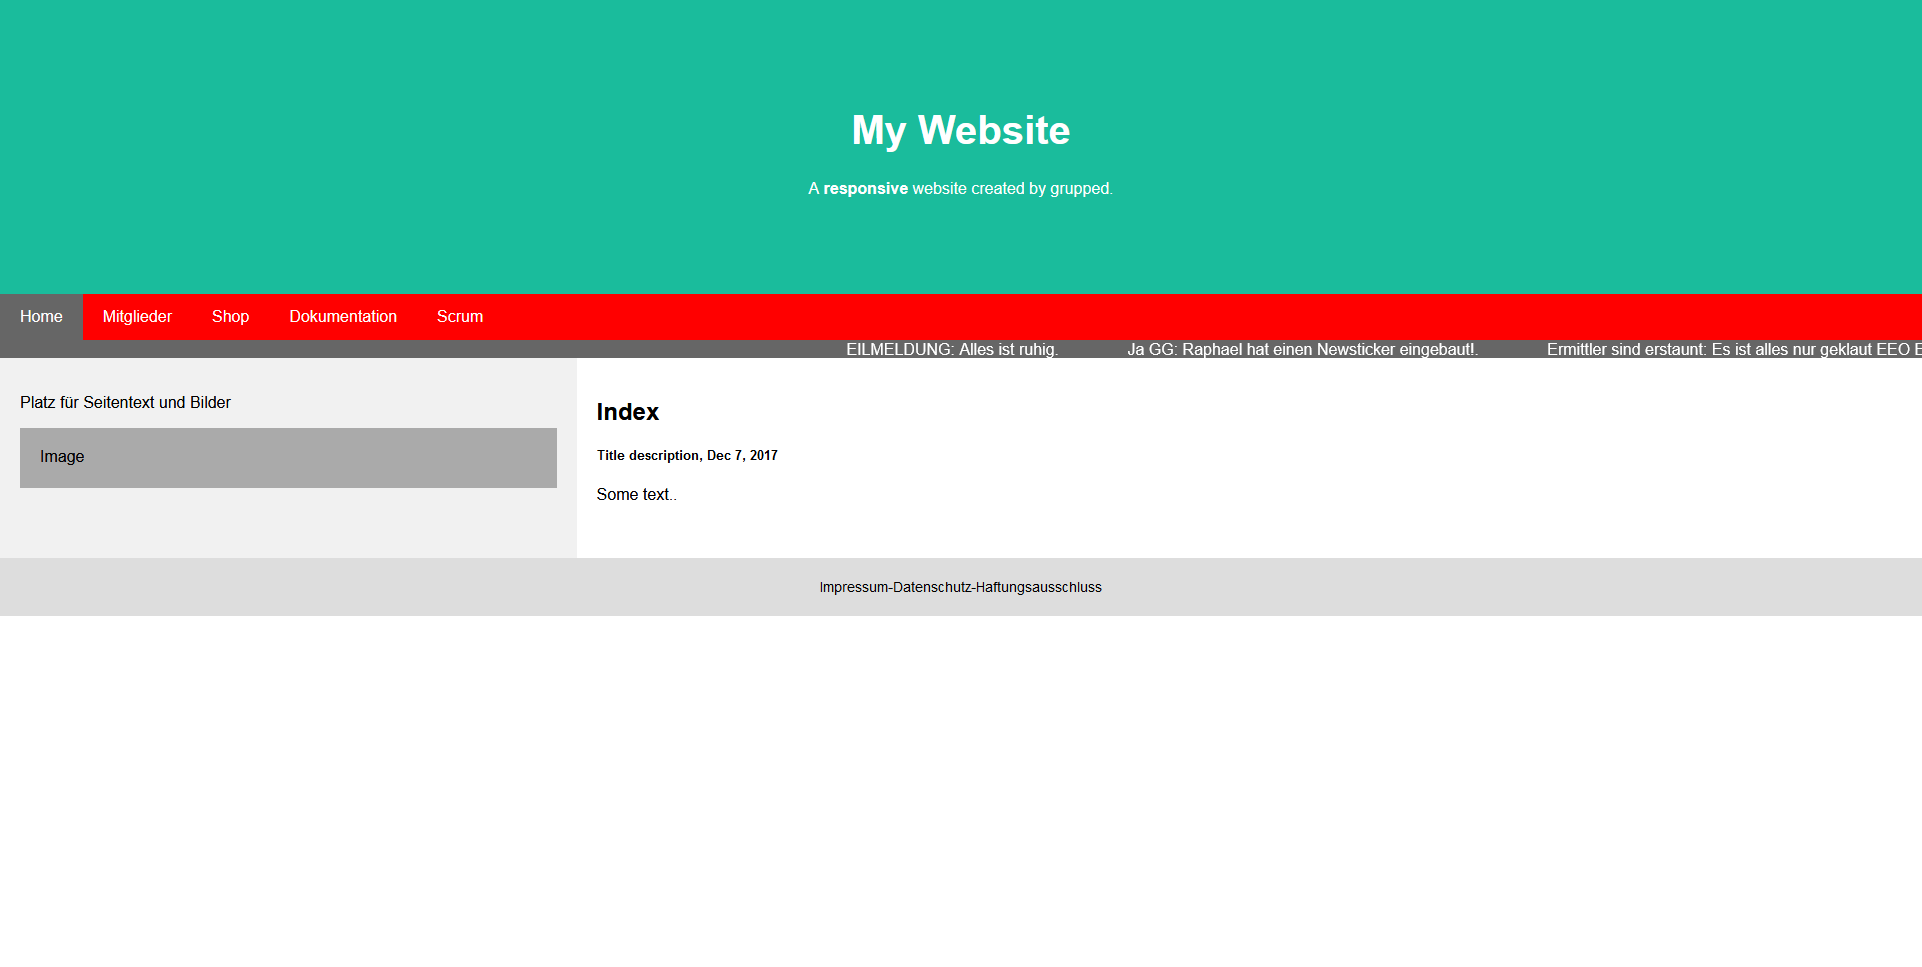 My Website
A responsive website created by grupped.
Home Mitglieder Shop Dokumentation Scrum
EILMELDUNG: Alles ist ruhig. Ja GG: Raphael hat einen Newsticker eingebaut!. Ermittler sind erstaunt: Es ist alles nur geklaut EEO
Platz für Seitentext und Bilder
Image
Index
Title description, Dec 7, 2017
Some text..
Impressum-Datenschutz-Haftungsausschluss